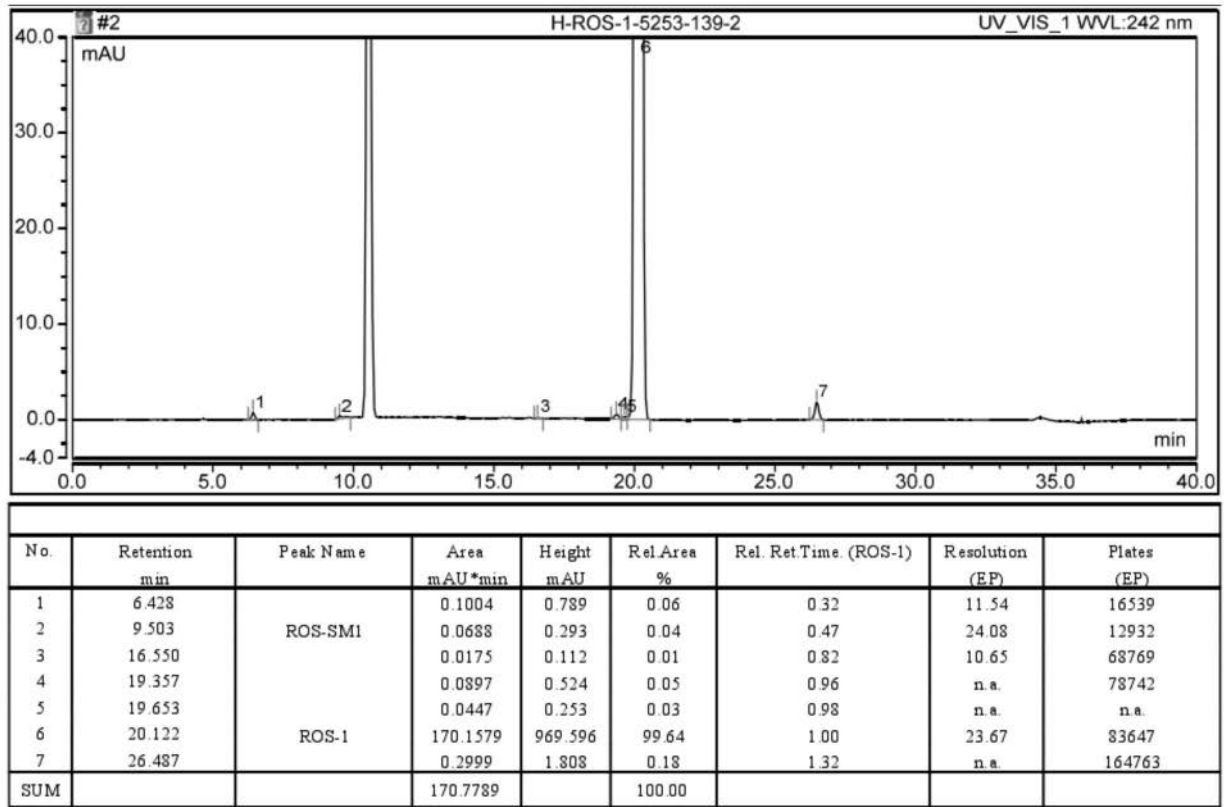 #2 H-ROS-1-5253-139-2 UV_VIS_1 WVL:242 nm
40.0
mAU
6
30.0
20.0
10.0
1 2 3 4 5 7
0.0
min
-4.0
0.0 5.0 10.0 15.0 20.0 25.0 30.0 35.0 40.0
No. Retention Peak Name Area Height Rel.Area Rel. Ret.Time. (ROS-1) Resolution Plates
min mAU*min mAU % (EP) (EP)
1 6.428 0.1004 0.789 0.06 0.32 11.54 16539
2 9.503 ROS-SM1 0.0688 0.293 0.04 0.47 24.08 12932
3 16.550 0.0175 0.112 0.01 0.82 10.65 68769
4 19.357 0.0897 0.524 0.05 0.96 n.a. 78742
5 19.653 0.0447 0.253 0.03 0.98 n.a. n.a.
6 20.122 ROS-1 170.1579 969.596 99.64 1.00 23.67 83647
7 26.487 0.2999 1.808 0.18 1.32 n.a. 164763
SUM 170.7789 100.00